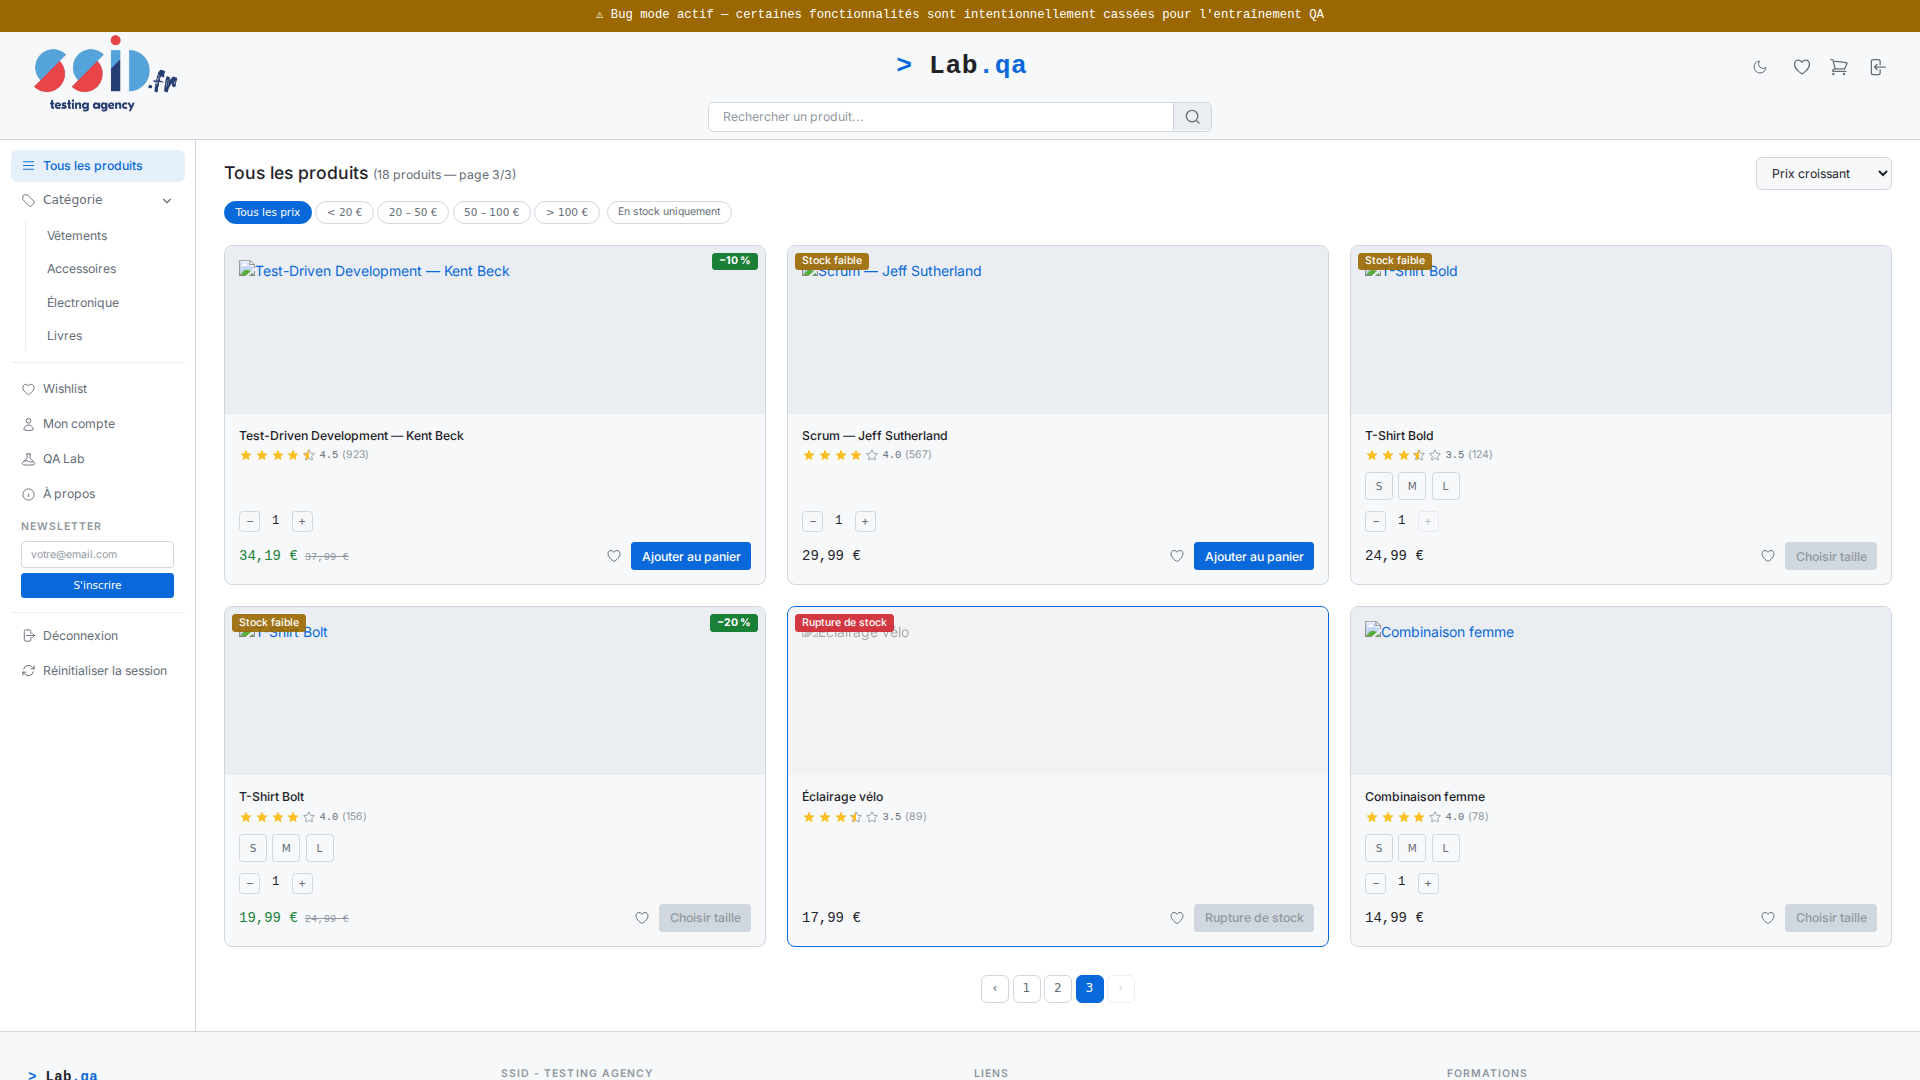 ⚠ Bug mode actif — certaines fonctionnalités sont intentionnellement cassées pour l'entraînement QA
ssiD.fr
testing agency
> Lab.qa
Rechercher un produit...
Tous les produits
Catégorie
Vêtements
Accessoires
Électronique
Livres
Wishlist
Mon compte
QA Lab
À propos
NEWSLETTER
votre@email.com
S'inscrire
Déconnexion
Réinitialiser la session
Tous les produits (18 produits — page 3/3)
Prix croissant
Tous les prix
< 20 €
20 – 50 €
50 – 100 €
> 100 €
En stock uniquement
Test-Driven Development — Kent Beck
−10 %
Test-Driven Development — Kent Beck
4.5 (923)
− 1 +
34,19 € 37,99 €
Ajouter au panier
Stock faible
Scrum — Jeff Sutherland
Scrum — Jeff Sutherland
4.0 (567)
− 1 +
29,99 €
Ajouter au panier
Stock faible
T-Shirt Bold
T-Shirt Bold
3.5 (124)
S M L
− 1 +
24,99 €
Choisir taille
Stock faible
−20 %
T-Shirt Bolt
T-Shirt Bolt
4.0 (156)
S M L
− 1 +
19,99 € 24,99 €
Choisir taille
Rupture de stock
Éclairage vélo
Éclairage vélo
3.5 (89)
17,99 €
Rupture de stock
Combinaison femme
Combinaison femme
4.0 (78)
S M L
− 1 +
14,99 €
Choisir taille
‹ 1 2 3 ›
> Lab.qa
SSID - TESTING AGENCY
LIENS
FORMATIONS